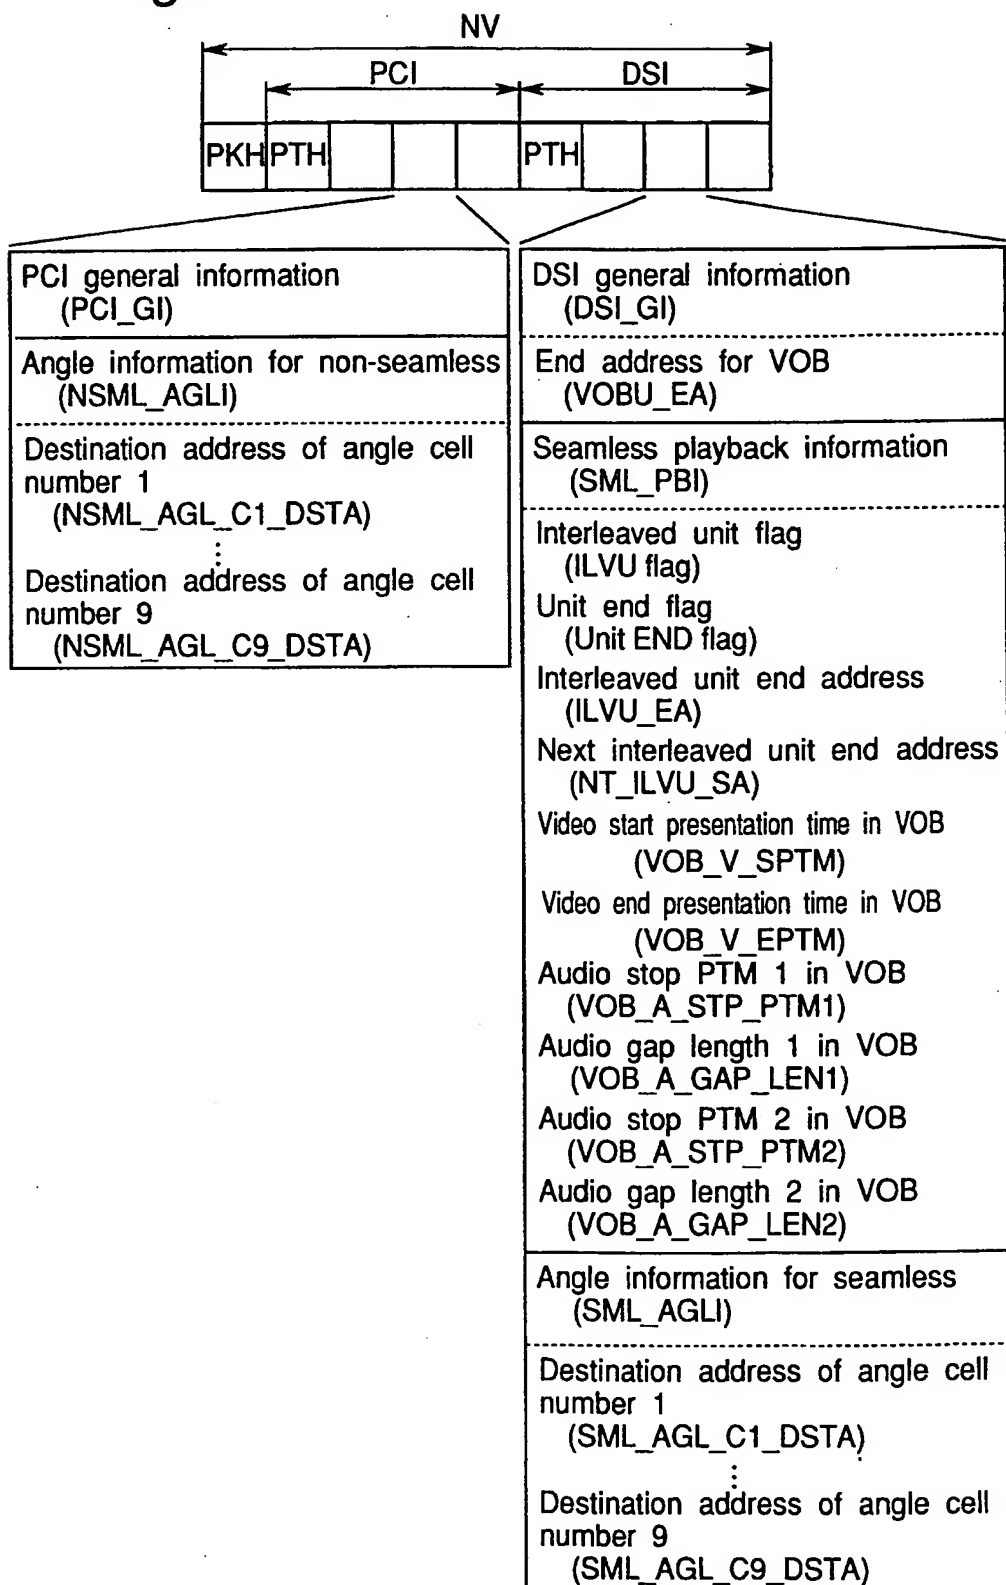 NV
PCI DSI
PKH PTH PTH
PCI general information
(PCI_GI)
Angle information for non-seamless
(NSML_AGLI)
Destination address of angle cell
number 1
(NSML_AGL_C1_DSTA)
⋮
Destination address of angle cell
number 9
(NSML_AGL_C9_DSTA)
DSI general information
(DSI_GI)
End address for VOB
(VOBU_EA)
Seamless playback information
(SML_PBI)
Interleaved unit flag
(ILVU flag)
Unit end flag
(Unit END flag)
Interleaved unit end address
(ILVU_EA)
Next interleaved unit end address
(NT_ILVU_SA)
Video start presentation time in VOB
(VOB_V_SPTM)
Video end presentation time in VOB
(VOB_V_EPTM)
Audio stop PTM 1 in VOB
(VOB_A_STP_PTM1)
Audio gap length 1 in VOB
(VOB_A_GAP_LEN1)
Audio stop PTM 2 in VOB
(VOB_A_STP_PTM2)
Audio gap length 2 in VOB
(VOB_A_GAP_LEN2)
Angle information for seamless
(SML_AGLI)
Destination address of angle cell
number 1
(SML_AGL_C1_DSTA)
⋮
Destination address of angle cell
number 9
(SML_AGL_C9_DSTA)